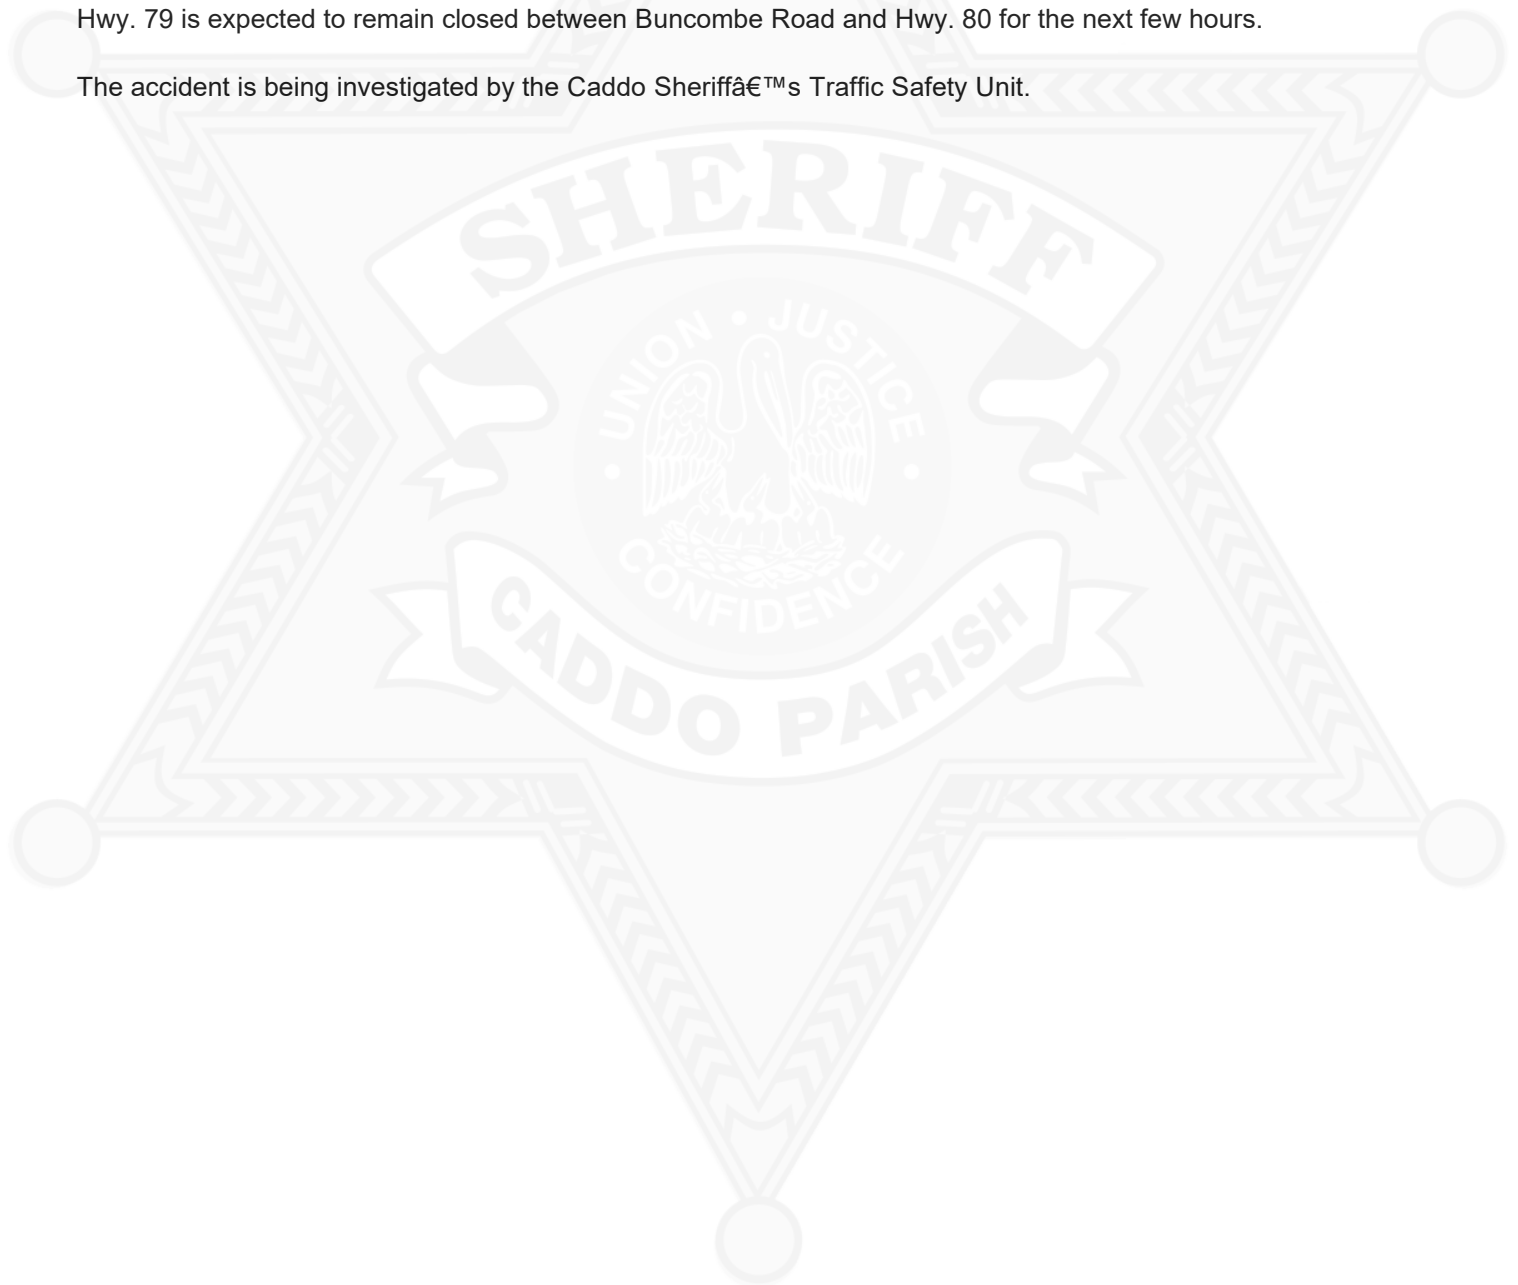 Hwy. 79 is expected to remain closed between Buncombe Road and Hwy. 80 for the next few hours.
The accident is being investigated by the Caddo Sheriffâ€™s Traffic Safety Unit.
SHERIFF
UNION • JUSTICE
• CONFIDENCE •
CADDO PARISH